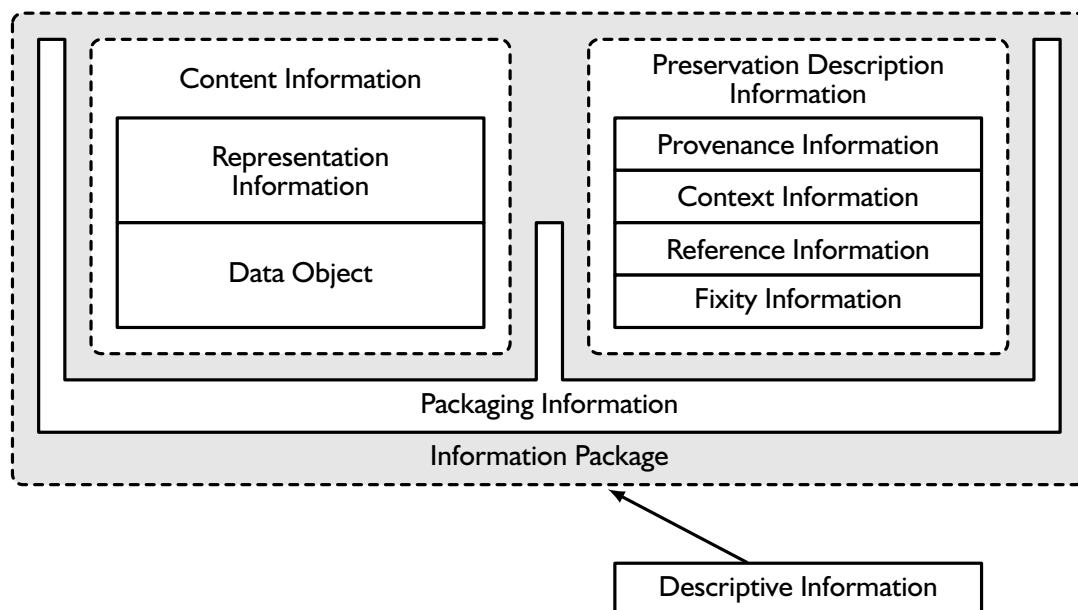 Content Information
Representation
Information
Data Object
Preservation Description
Information
Provenance Information
Context Information
Reference Information
Fixity Information
Packaging Information
Information Package
Descriptive Information